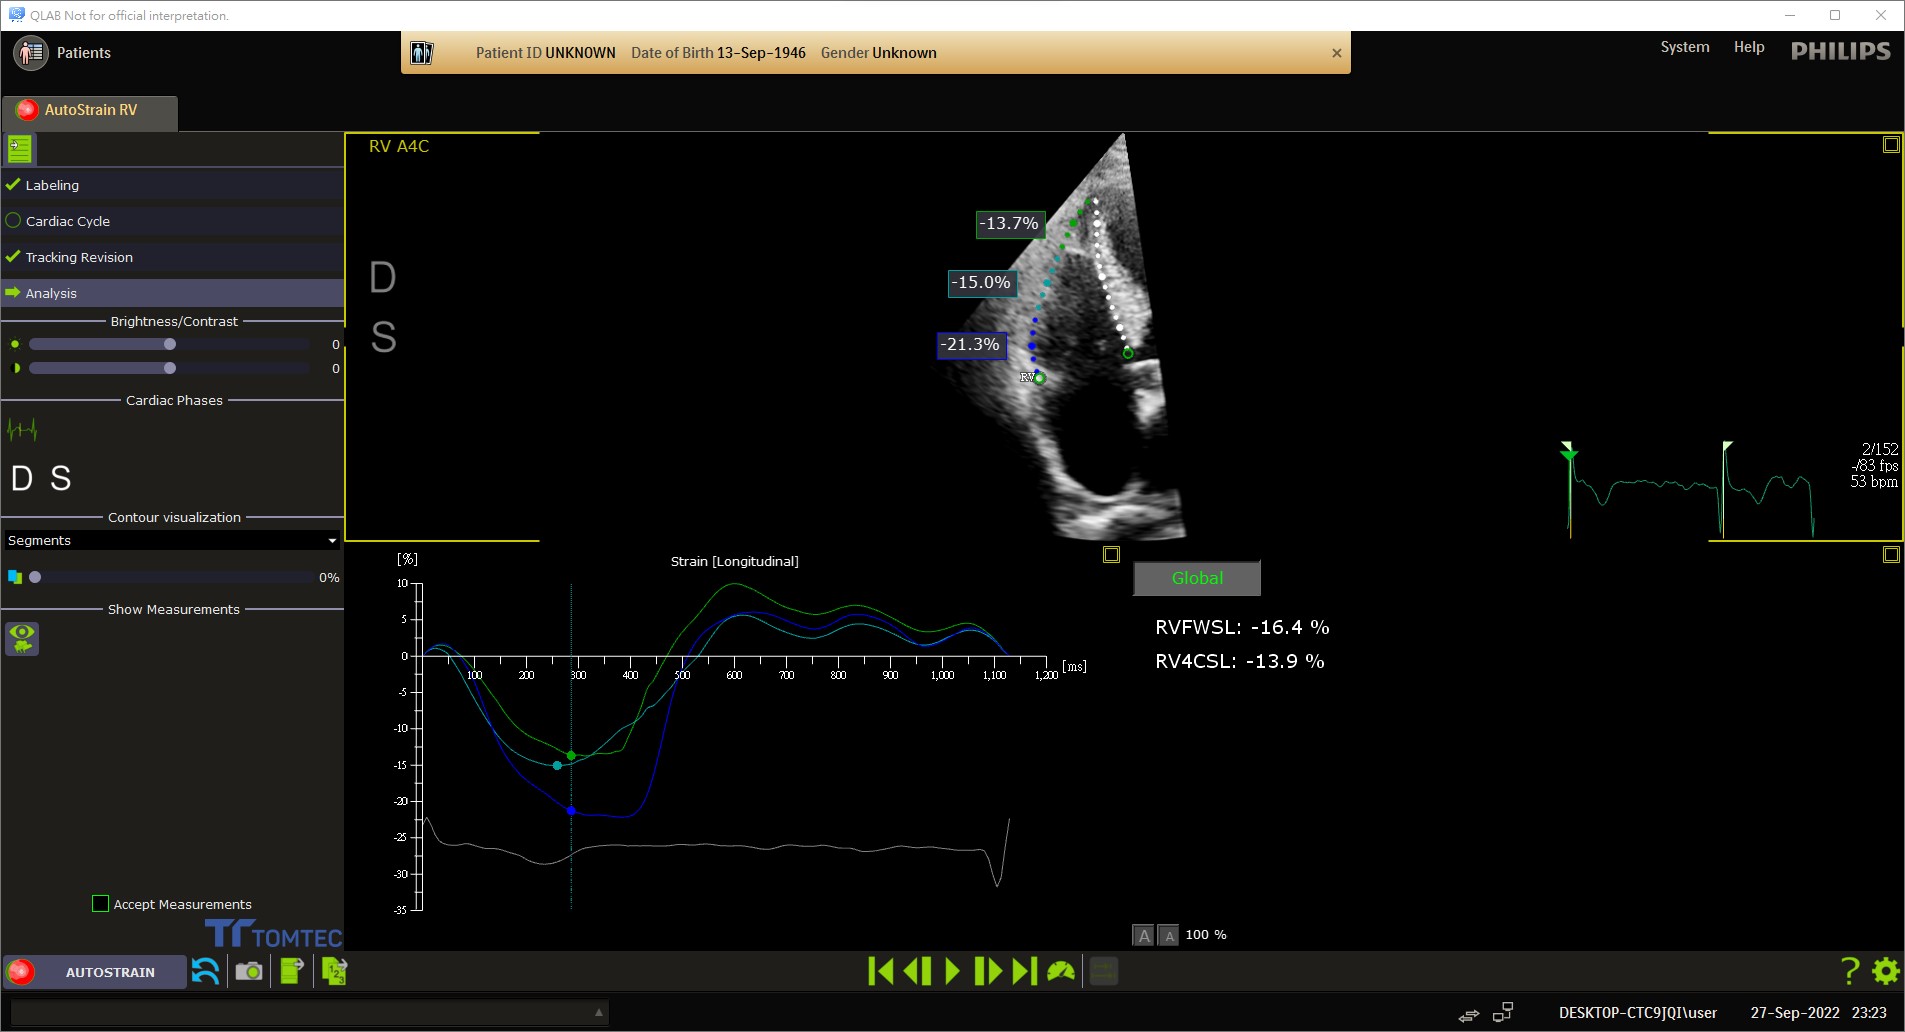 QLAB Not for official interpretation.
Patients
Patient ID UNKNOWN Date of Birth 13-Sep-1946 Gender Unknown
System Help PHILIPS
AutoStrain RV
RV A4C
Labeling
Cardiac Cycle
Tracking Revision
Analysis
Brightness/Contrast
0
0
Cardiac Phases
D S
Contour visualization
Segments
0%
Show Measurements
Accept Measurements
TOMTEC
D
S
-13.7%
-15.0%
-21.3%
RV
2/152
-/83 fps
53 bpm
[%]
Strain [Longitudinal]
10
5
0
-5
-10
-15
-20
-25
-30
-35
100 200 300 400 500 600 700 800 900 1,000 1,100 1,200 [ms]
Global
RVFWSL: -16.4 %
RV4CSL: -13.9 %
A A 100 %
AUTOSTRAIN
1 2 3
?
DESKTOP-CTC9JQI\user 27-Sep-2022 23:23